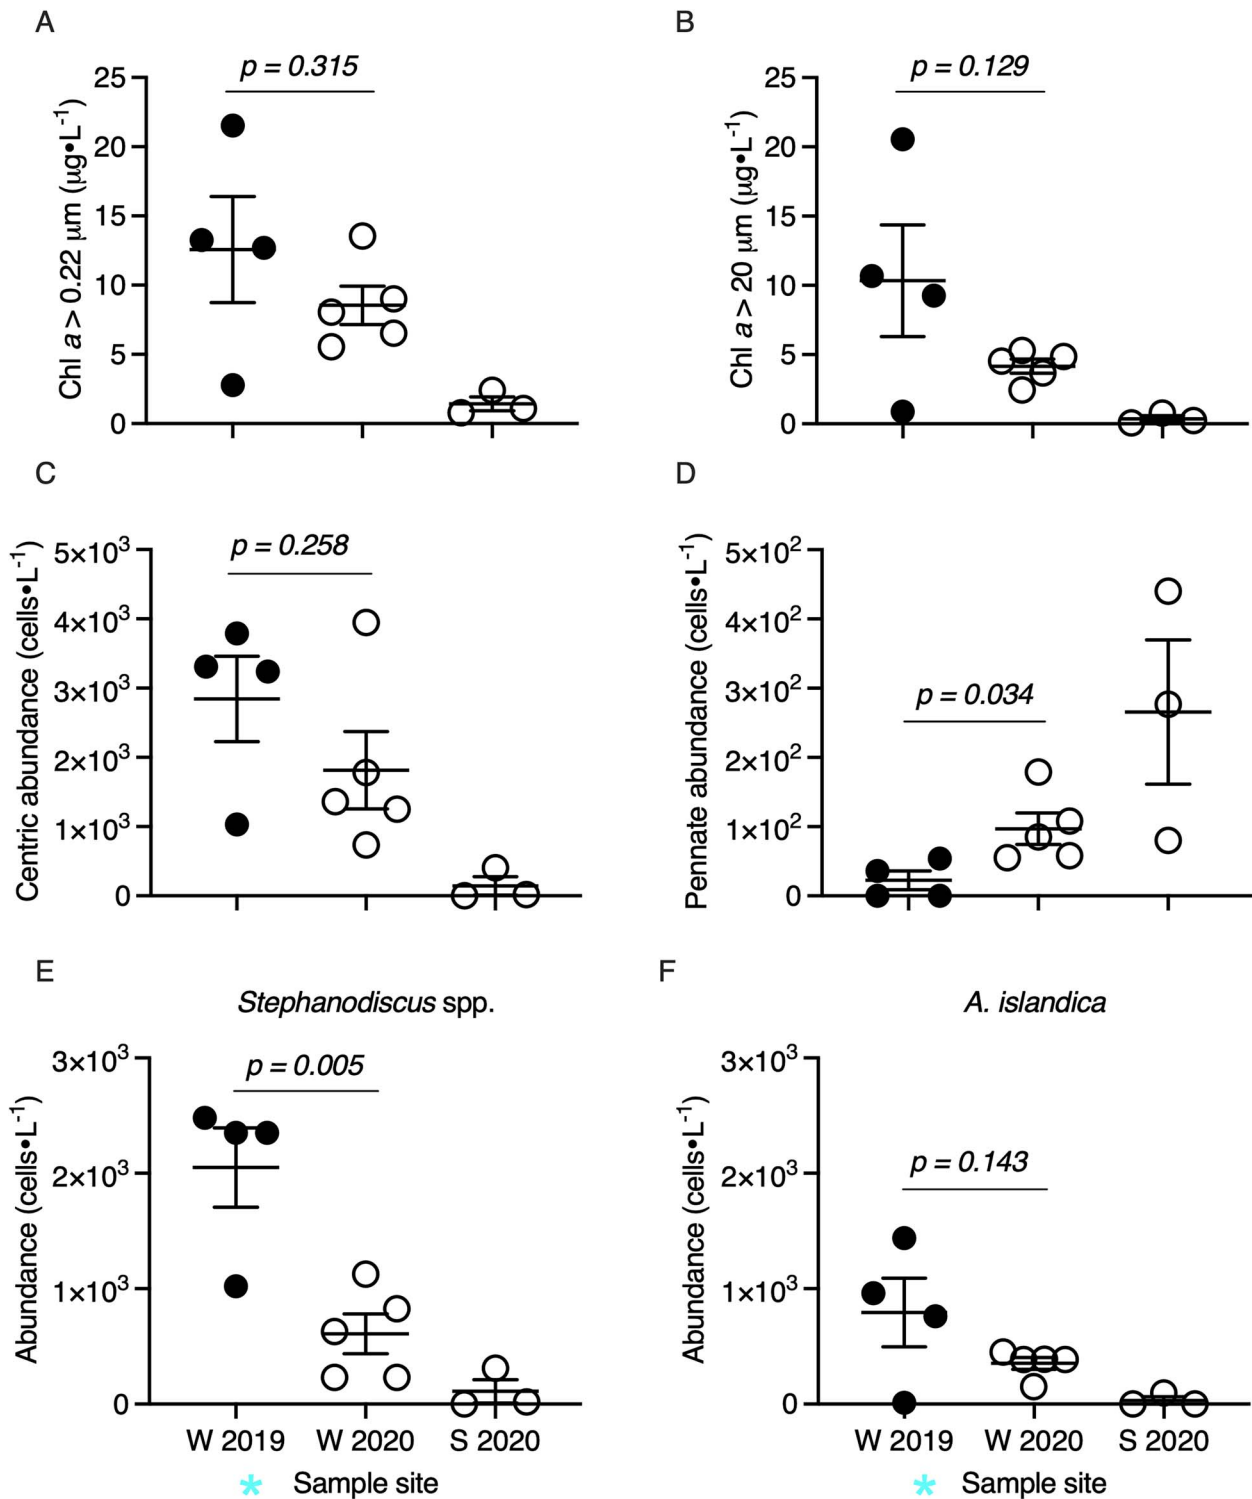 A
p = 0.315
Chl a > 0.22 μm (μg•L⁻¹)
25
20
15
10
5
0
B
p = 0.129
Chl a > 20 μm (μg•L⁻¹)
25
20
15
10
5
0
C
p = 0.258
Centric abundance (cells•L⁻¹)
5×10³
4×10³
3×10³
2×10³
1×10³
0
D
p = 0.034
Pennate abundance (cells•L⁻¹)
5×10²
4×10²
3×10²
2×10²
1×10²
0
E
Stephanodiscus spp.
p = 0.005
Abundance (cells•L⁻¹)
3×10³
2×10³
1×10³
0
W 2019 W 2020 S 2020
* Sample site
F
A. islandica
p = 0.143
Abundance (cells•L⁻¹)
3×10³
2×10³
1×10³
0
W 2019 W 2020 S 2020
* Sample site